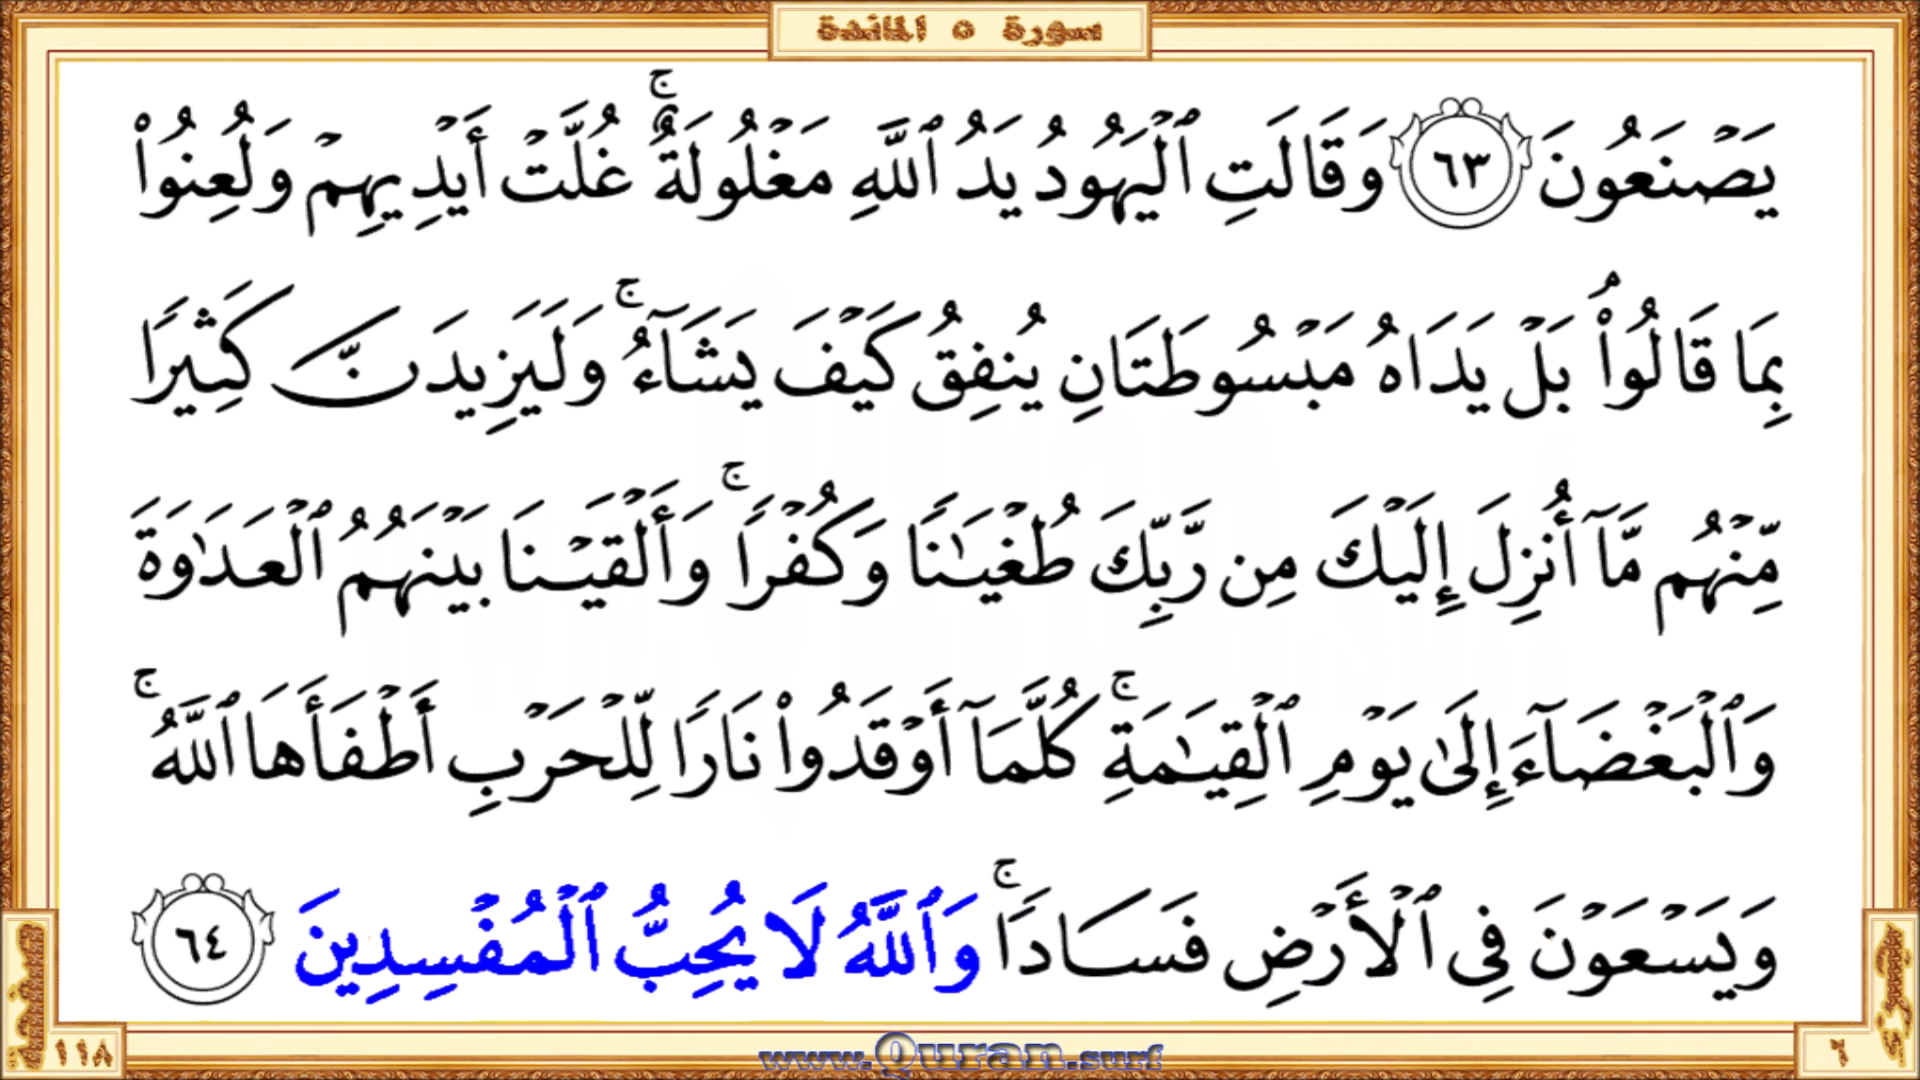 سورة ٥ المائدة
يَصْنَعُونَ ٦٣ وَقَالَتِ ٱلْيَهُودُ يَدُ ٱللَّهِ مَغْلُولَةٌ ۚ غُلَّتْ أَيْدِيهِمْ وَلُعِنُوا۟
بِمَا قَالُوا۟ ۘ بَلْ يَدَاهُ مَبْسُوطَتَانِ يُنفِقُ كَيْفَ يَشَآءُ ۚ وَلَيَزِيدَنَّ كَثِيرًا
مِّنْهُم مَّآ أُنزِلَ إِلَيْكَ مِن رَّبِّكَ طُغْيَـٰنًا وَكُفْرًا ۚ وَأَلْقَيْنَا بَيْنَهُمُ ٱلْعَدَٰوَةَ
وَٱلْبَغْضَآءَ إِلَىٰ يَوْمِ ٱلْقِيَـٰمَةِ ۚ كُلَّمَآ أَوْقَدُوا۟ نَارًا لِّلْحَرْبِ أَطْفَأَهَا ٱللَّهُ ۚ
وَيَسْعَوْنَ فِى ٱلْأَرْضِ فَسَادًا ۚ وَٱللَّهُ لَا يُحِبُّ ٱلْمُفْسِدِينَ ٦٤
صفحة ١١٨
www.Quran.surf
٦